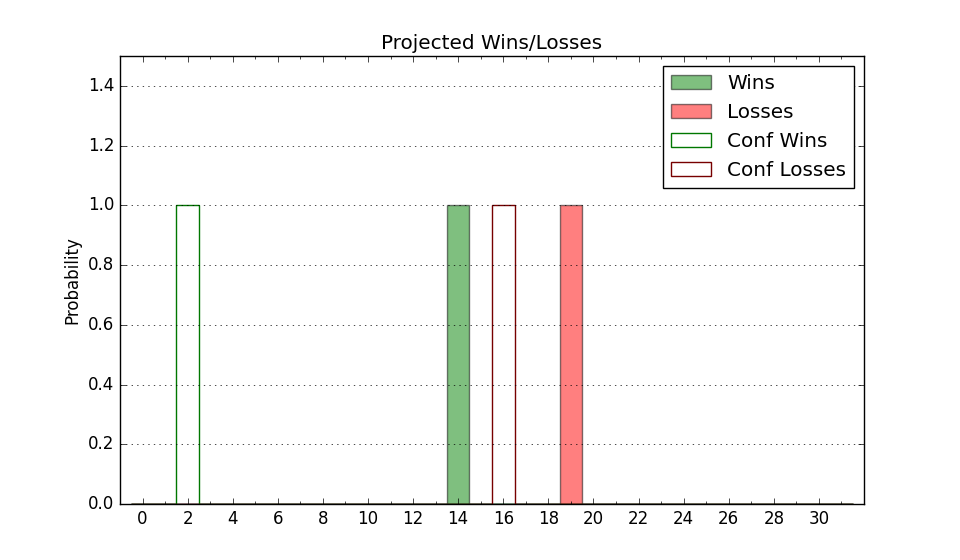 Projected Wins/Losses
Wins
Losses
Conf Wins
Conf Losses
Probability
1.4
1.2
1.0
0.8
0.6
0.4
0.2
0.0
0 2 4 6 8 10 12 14 16 18 20 22 24 26 28 30